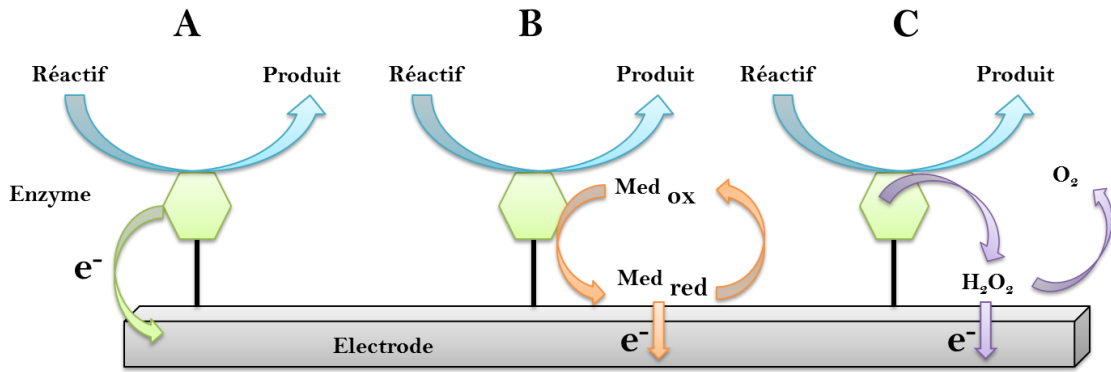 A B C
Réactif Produit Réactif Produit Réactif Produit
Enzyme Med ox O₂
e⁻ Med red H₂O₂
Electrode e⁻ e⁻